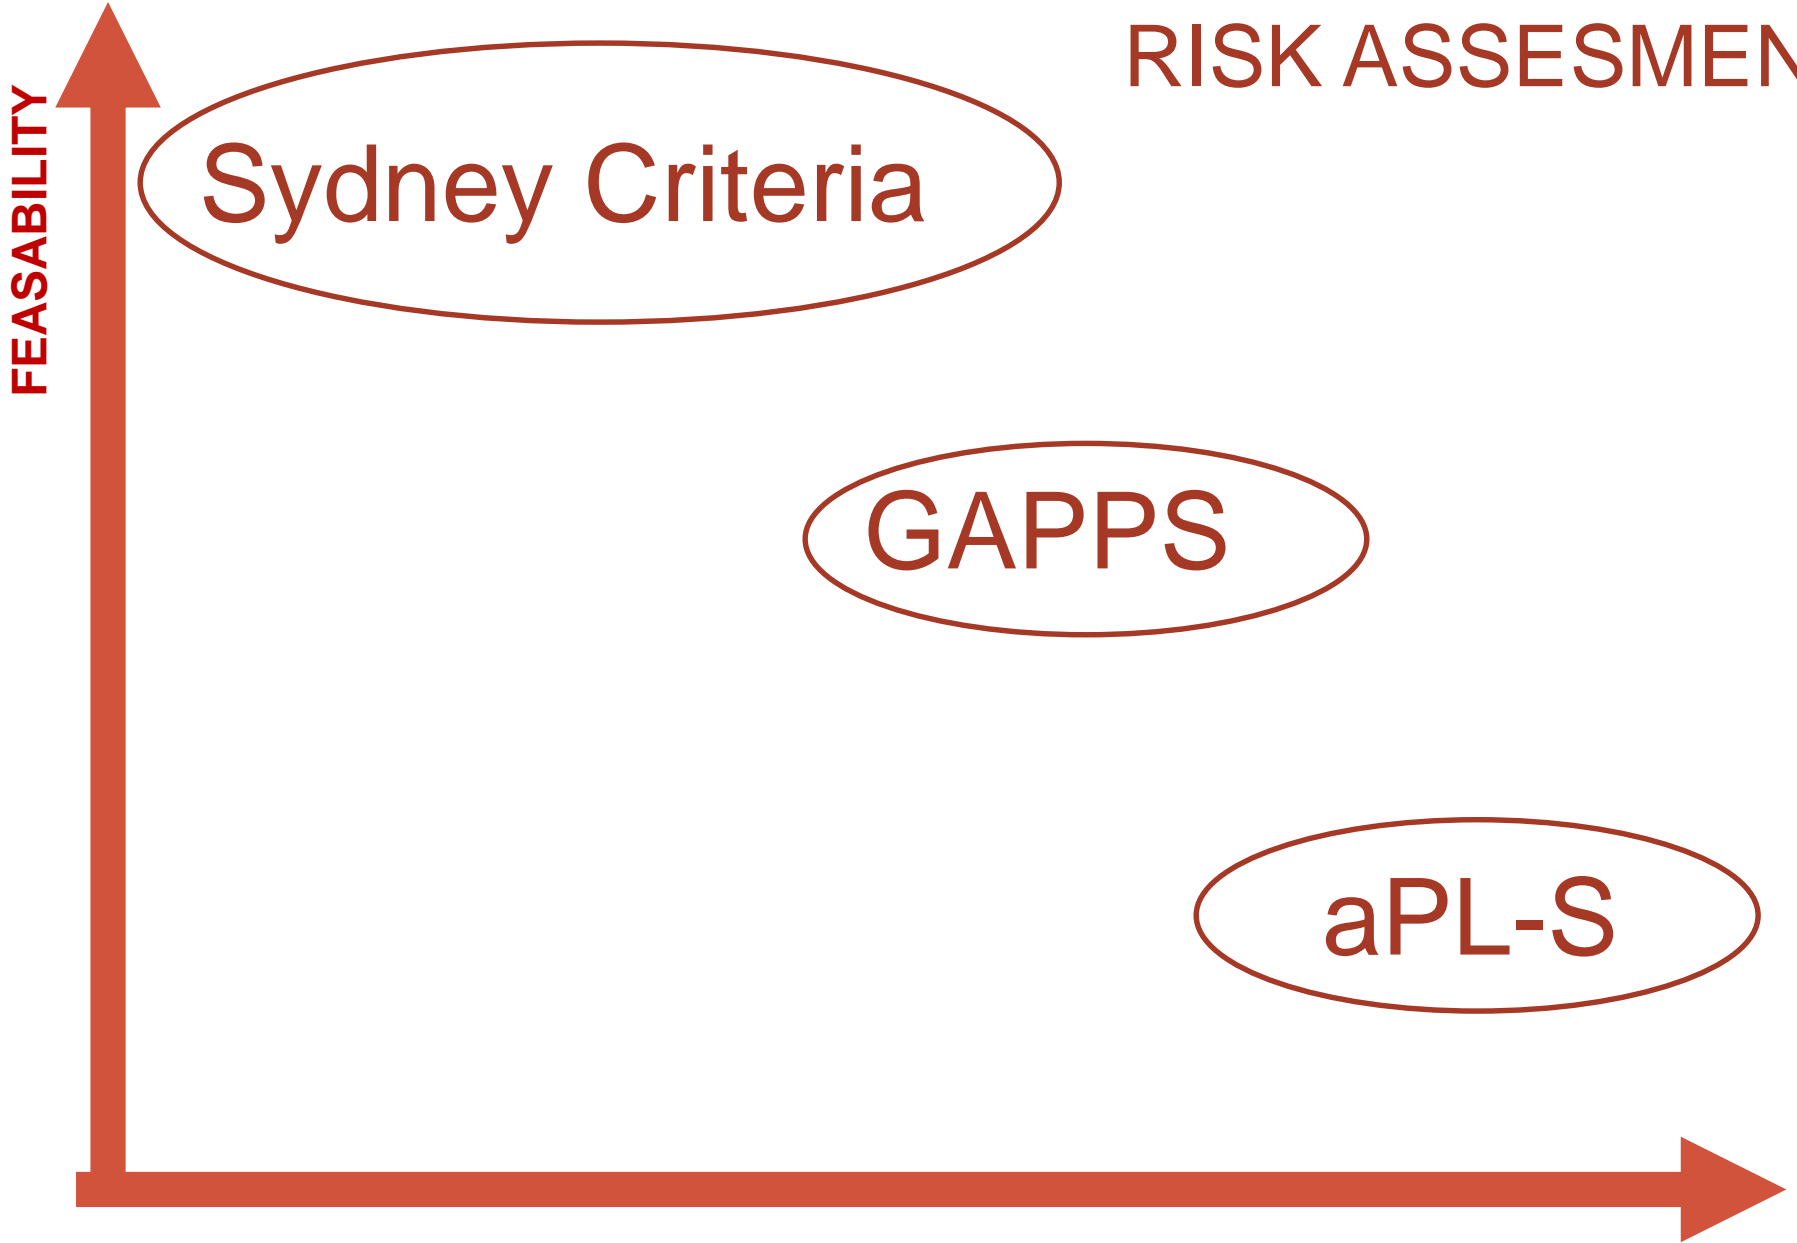 RISK ASSESMEN
FEASABILITY
Sydney Criteria
GAPPS
aPL-S